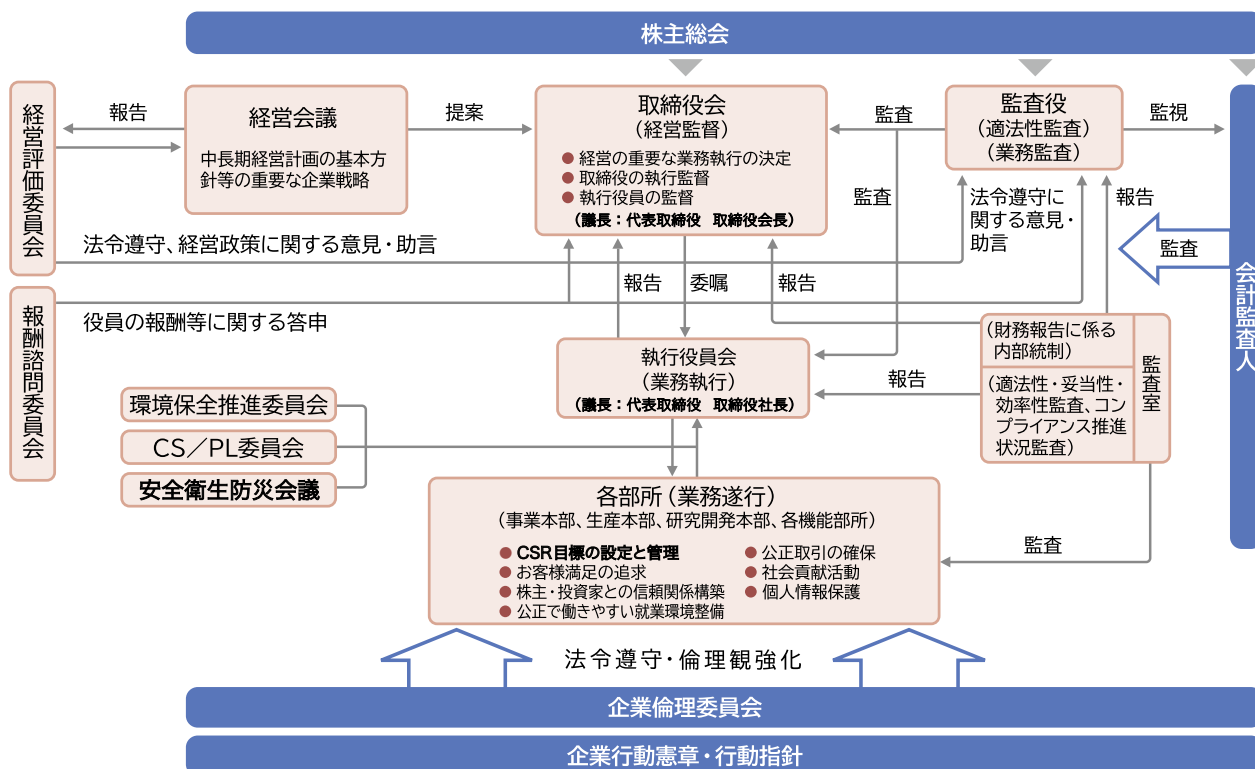 株主総会
経営評価委員会
報告
経営会議
中長期経営計画の基本方
針等の重要な企業戦略
提案
取締役会
（経営監督）
● 経営の重要な業務執行の決定
● 取締役の執行監督
● 執行役員の監督
（議長：代表取締役　取締役会長）
監査
監査
監査役
（適法性監査）
（業務監査）
監視
会計監査人
法令遵守、経営政策に関する意見・助言
法令遵守に
関する意見・
助言
報告
監査
報酬諮問委員会
役員の報酬等に関する答申
報告
委嘱
報告
執行役員会
（業務執行）
（議長：代表取締役　取締役社長）
報告
（財務報告に係る
内部統制）
（適法性・妥当性・
効率性監査、コン
プライアンス推進
状況監査）
監査室
環境保全推進委員会
CS／PL委員会
安全衛生防災会議
各部所（業務遂行）
（事業本部、生産本部、研究開発本部、各機能部所）
● CSR目標の設定と管理
● お客様満足の追求
● 株主・投資家との信頼関係構築
● 公正で働きやすい就業環境整備
● 公正取引の確保
● 社会貢献活動
● 個人情報保護
監査
法令遵守・倫理観強化
企業倫理委員会
企業行動憲章・行動指針